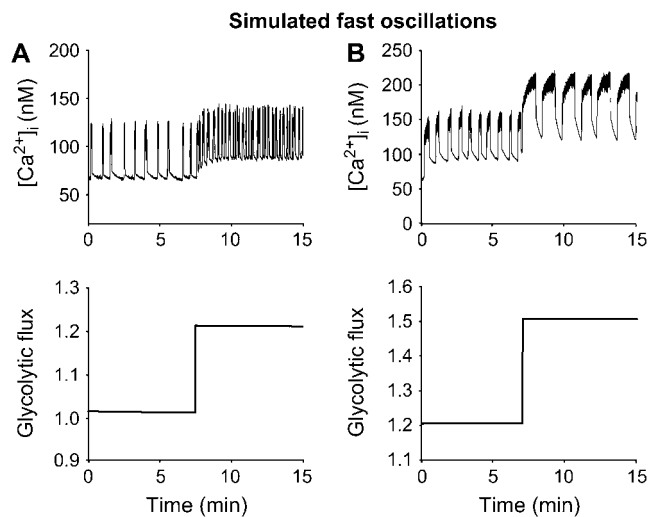 Simulated fast oscillations
A
[Ca²⁺]ᵢ (nM)
200
150
100
50
0 5 10 15
B
[Ca²⁺]ᵢ (nM)
250
200
150
100
50
0
0 5 10 15
Glycolytic flux
1.3
1.2
1.1
1.0
0.9
0 5 10 15
Time (min)
Glycolytic flux
1.6
1.5
1.4
1.3
1.2
1.1
0 5 10 15
Time (min)